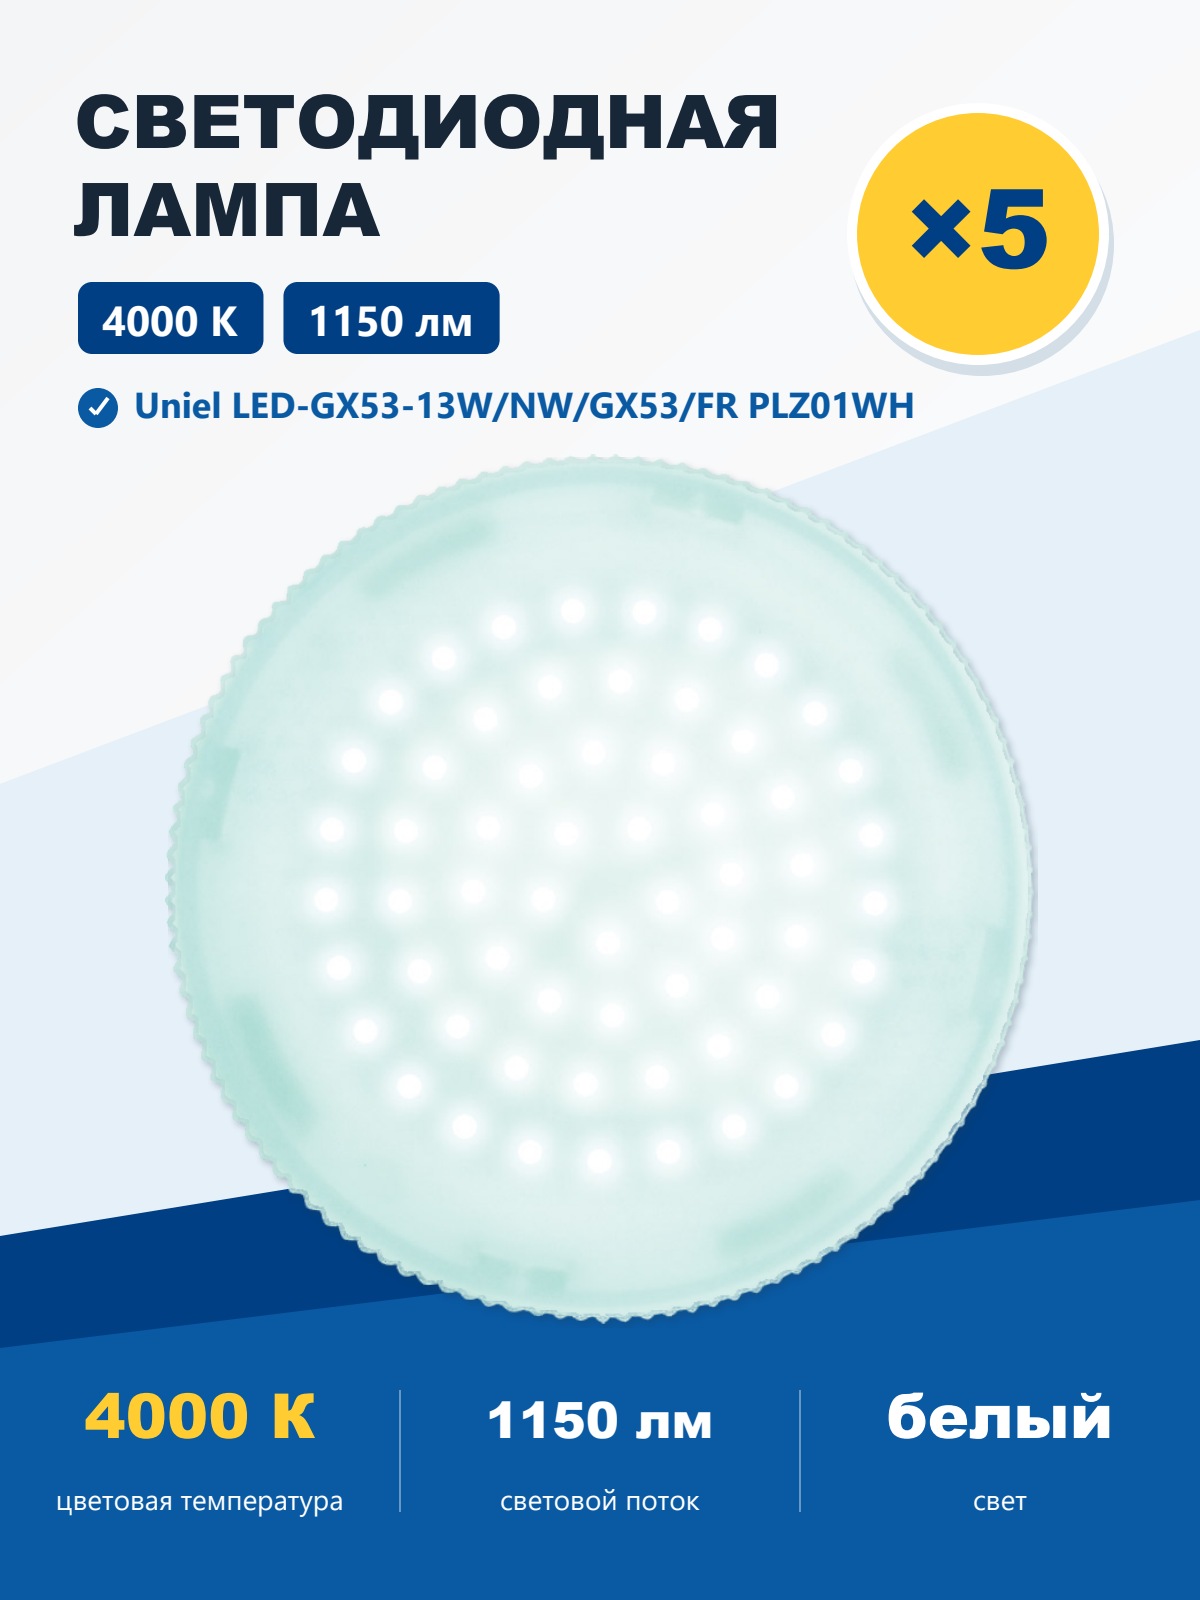 СВЕТОДИОДНАЯ
ЛАМПА
×5
4000 К
1150 лм
Uniel LED-GX53-13W/NW/GX53/FR PLZ01WH
4000 К
1150 лм
белый
цветовая температура
световой поток
свет